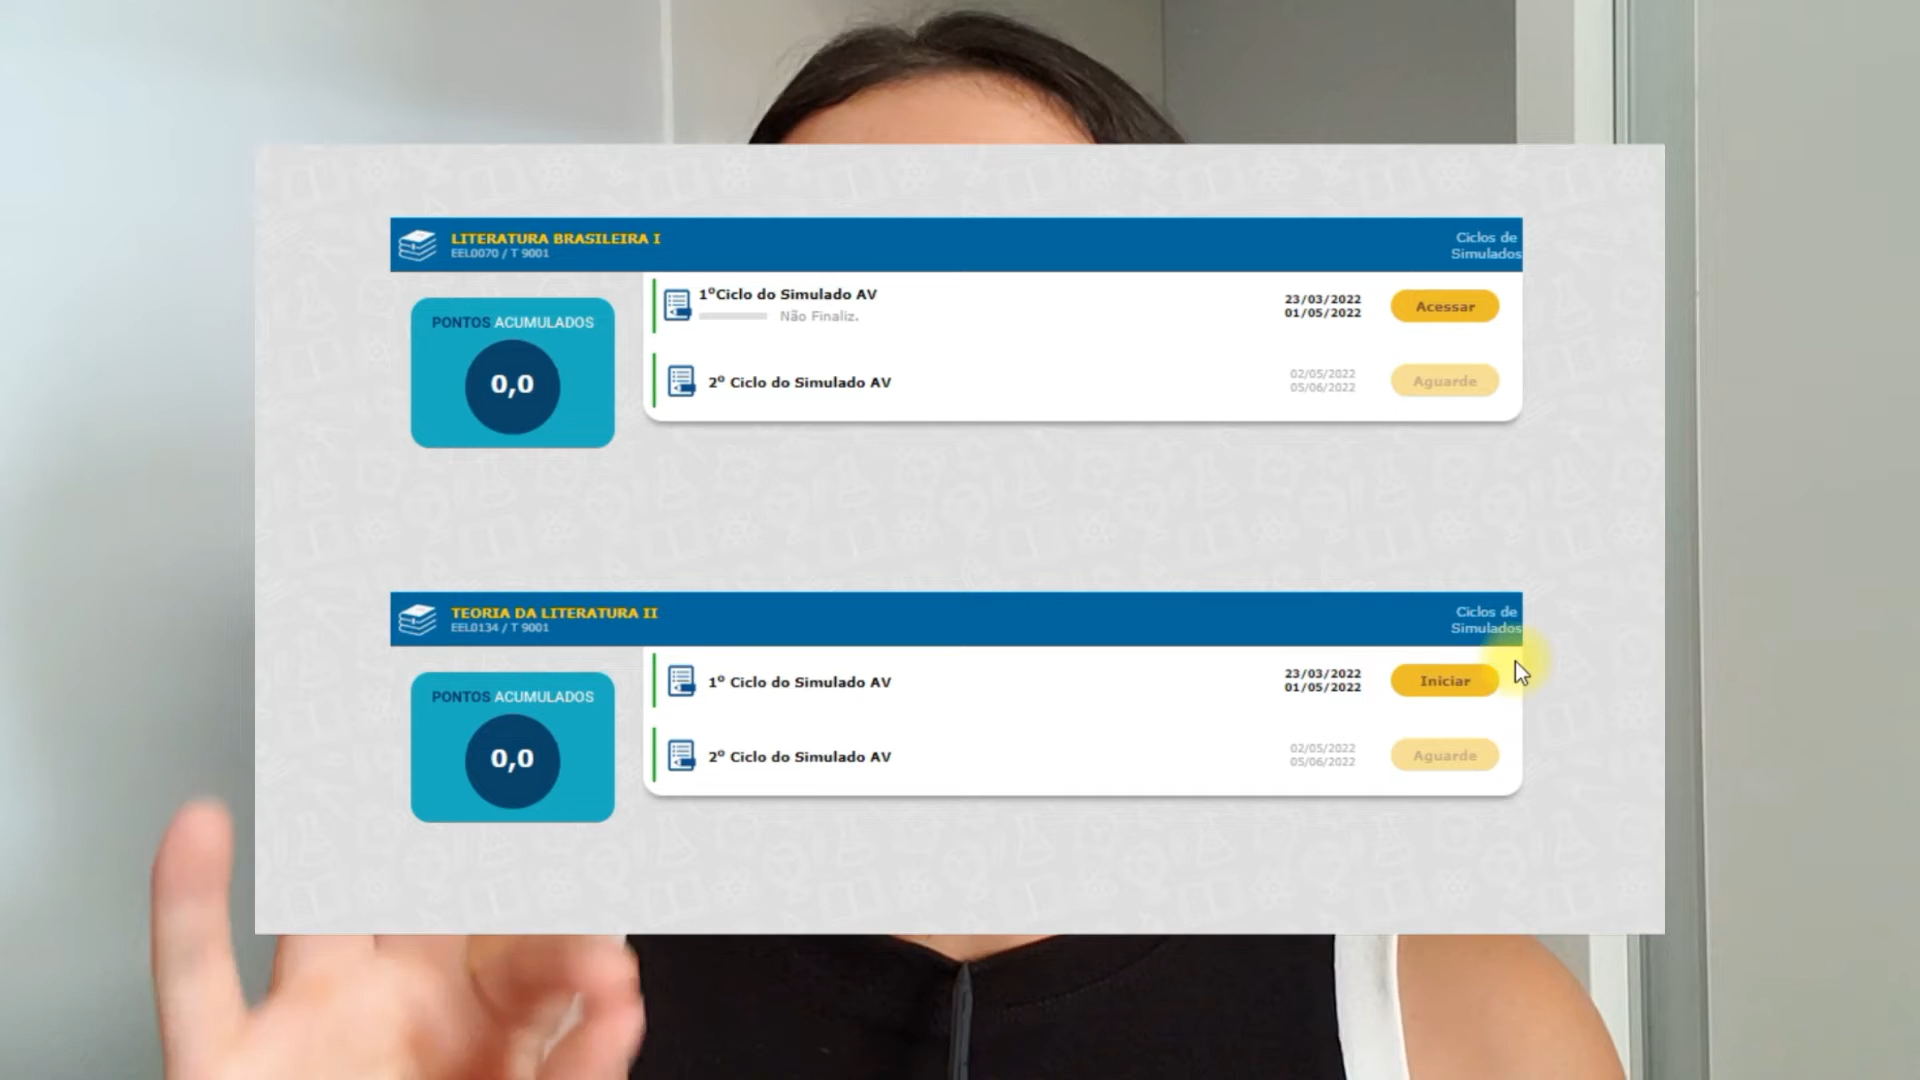 LITERATURA BRASILEIRA I
EEL0070 / T 9001
Ciclos de
Simulados
PONTOS ACUMULADOS
0,0
1ºCiclo do Simulado AV
Não Finaliz.
23/03/2022
01/05/2022
Acessar
2º Ciclo do Simulado AV
02/05/2022
05/06/2022
Aguarde
TEORIA DA LITERATURA II
EEL0134 / T 9001
Ciclos de
Simulados
PONTOS ACUMULADOS
0,0
1º Ciclo do Simulado AV
23/03/2022
01/05/2022
Iniciar
2º Ciclo do Simulado AV
02/05/2022
05/06/2022
Aguarde